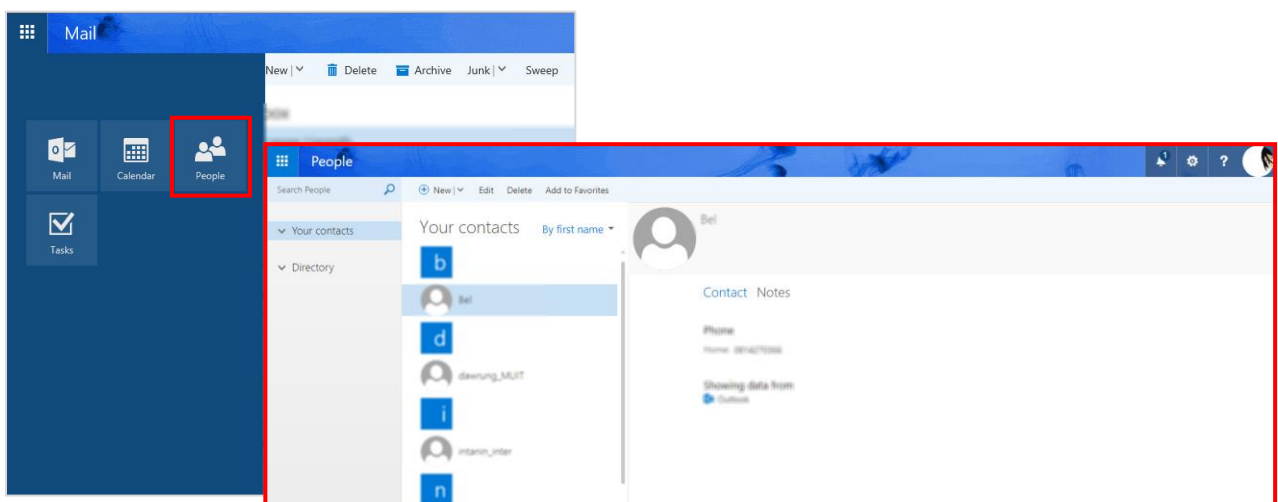 Mail
New | Delete Archive Junk | Sweep
Mail Calendar People
Tasks
People
1 ?
Search People New | Edit Delete Add to Favorites
Your contacts
Directory
Your contacts By first name
b
Bel
d
dawrung_MUIT
i
intanin_inter
n
Bel
Contact Notes
Phone
Home:
Showing data from
Outlook